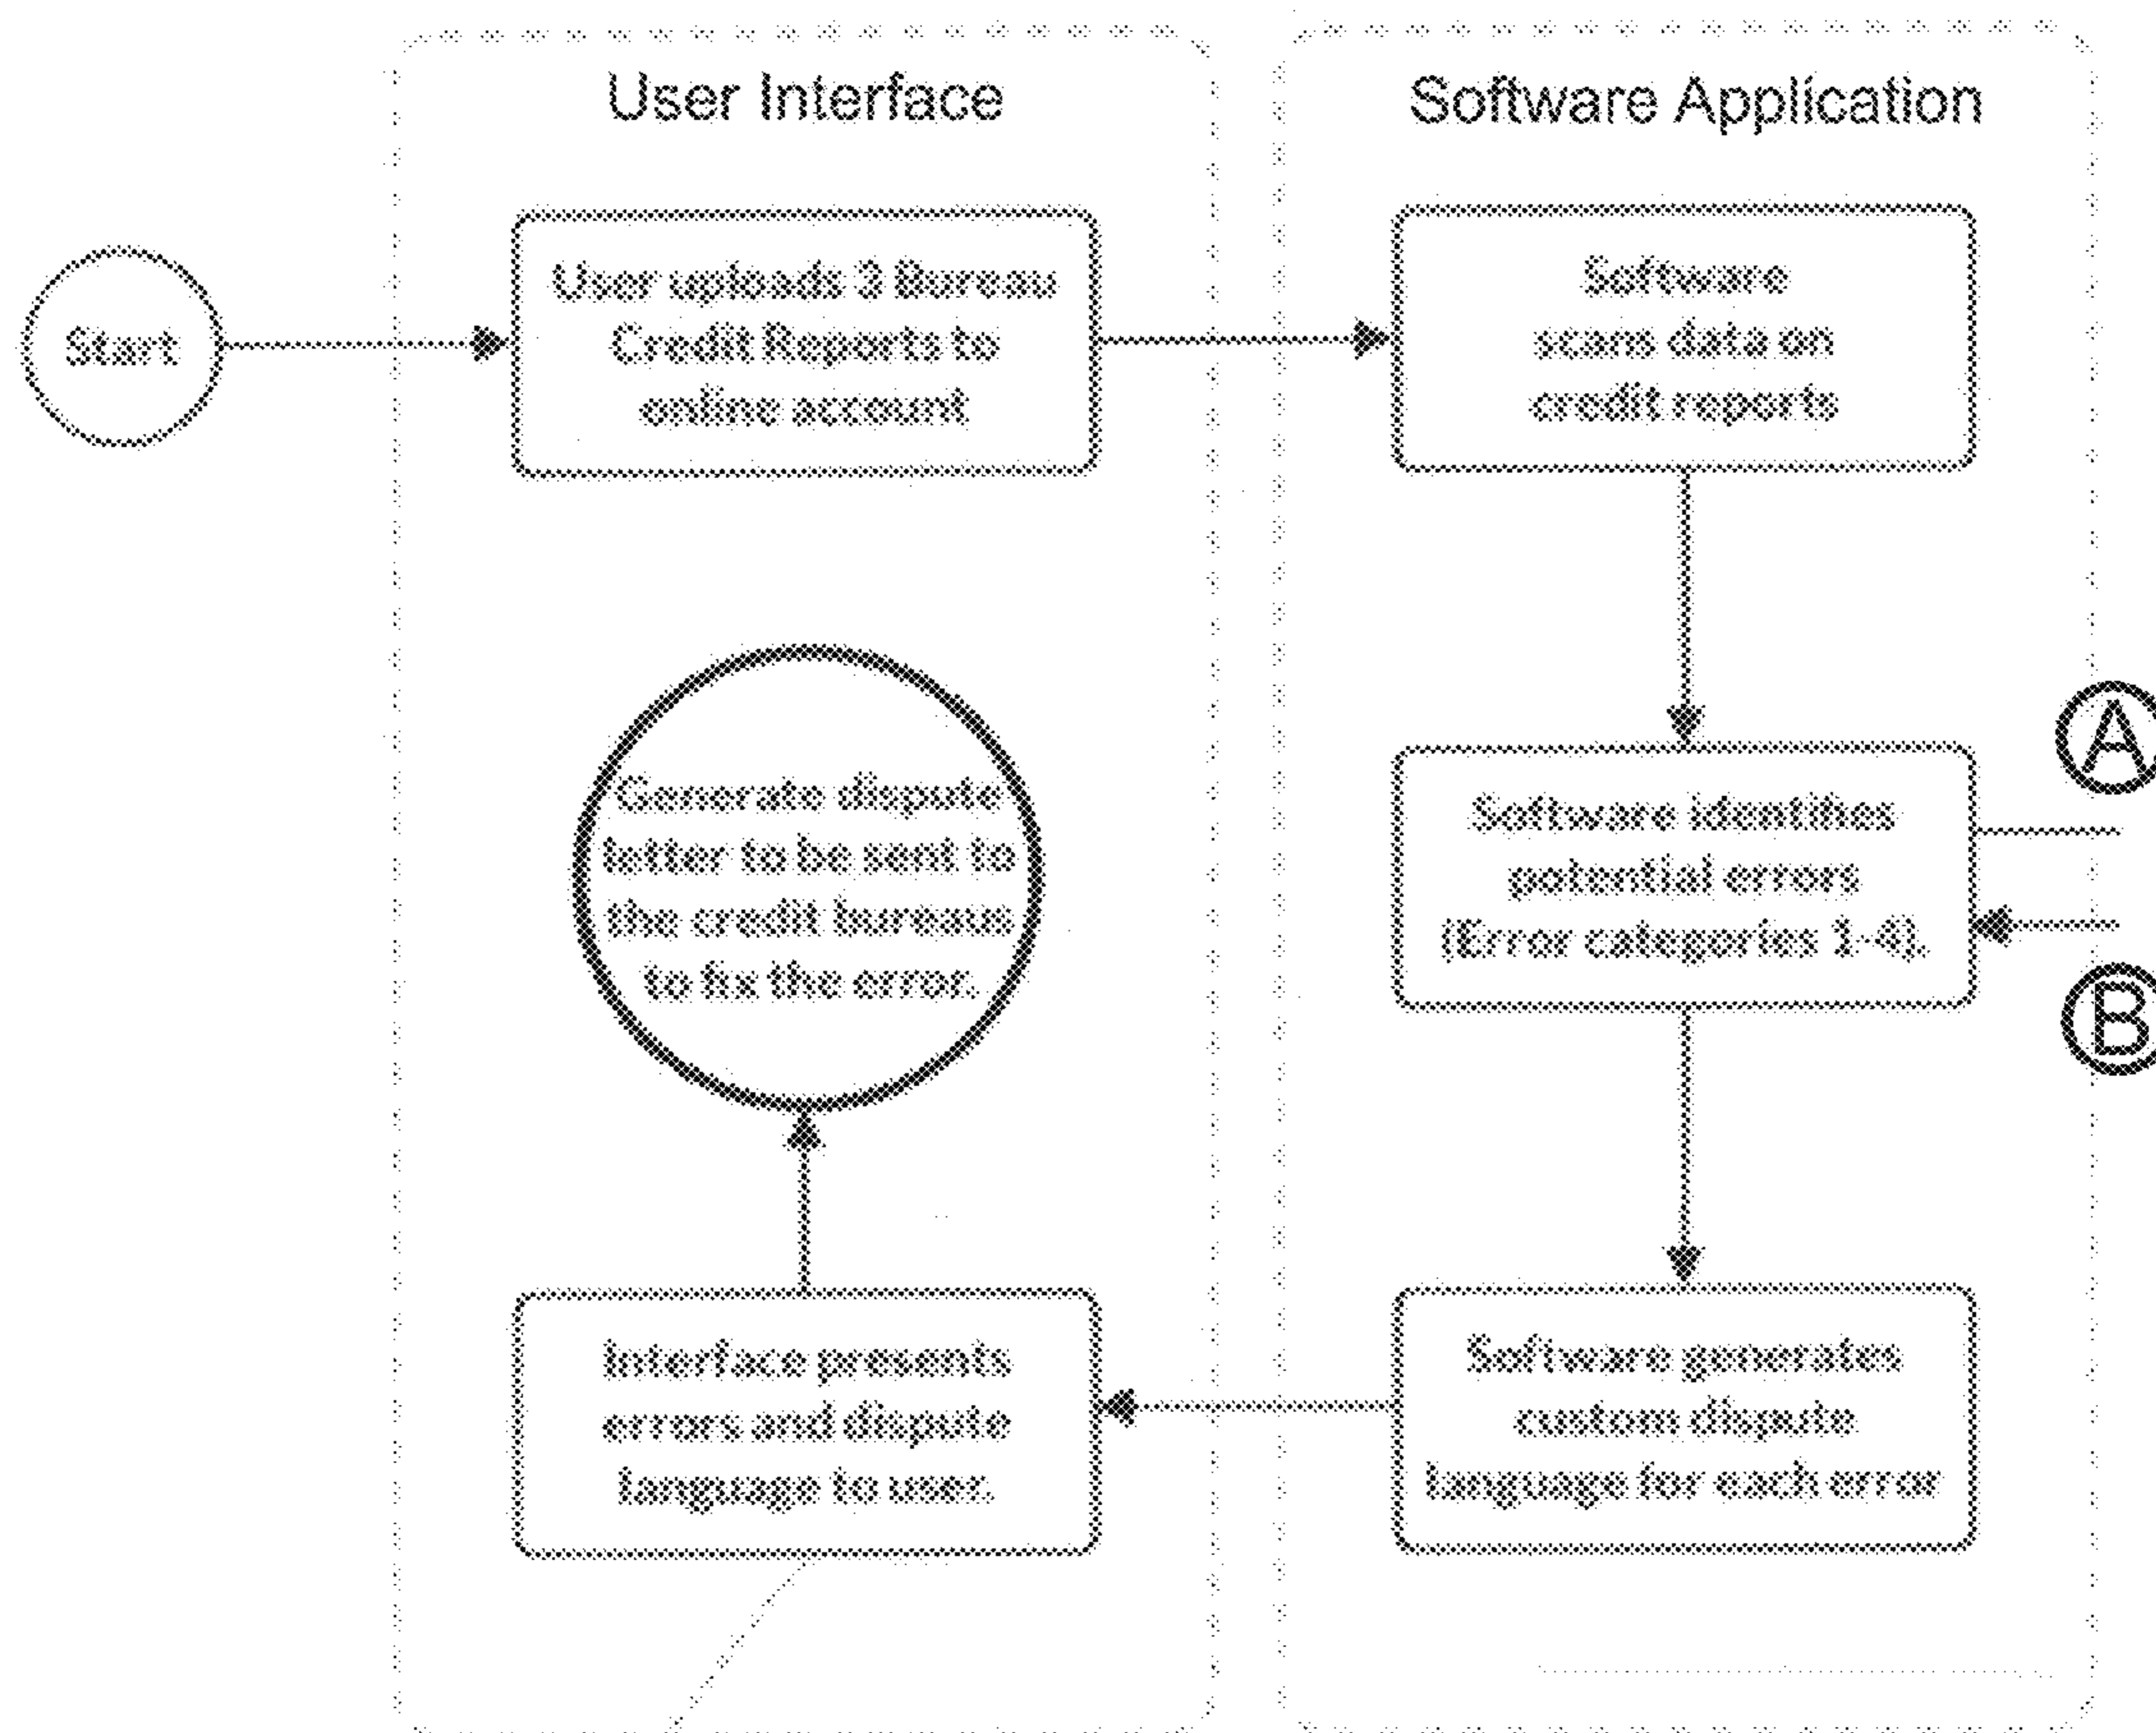 User Interface
Software Application
Start
User uploads 3 Bureau
Credit Reports to
online account
Software
scans data on
credit reports
A
Software identifies
potential errors
(Error categories 1-4).
B
Generate dispute
letter to be sent to
the credit bureaus
to fix the error.
Interface presents
errors and dispute
language to user.
Software generates
custom dispute
language for each error